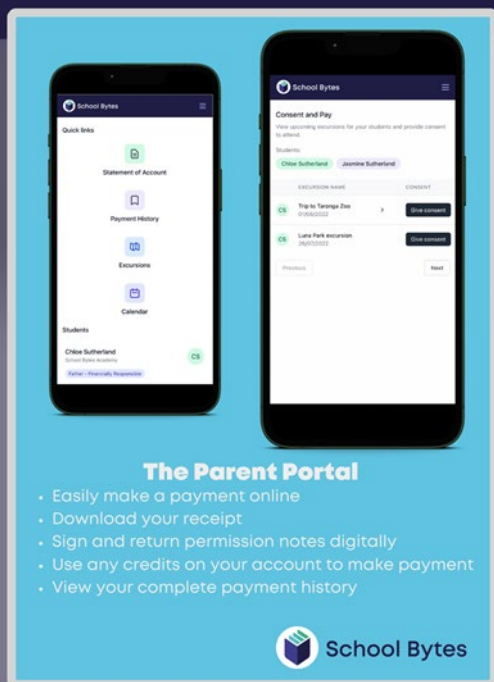 School Bytes
Quick links
Statement of Account
Payment History
Excursions
Calendar
Students
Chloe Sutherland
School Bytes Academy
CS
Father - Financially Responsible
School Bytes
Consent and Pay
View upcoming excursions for your students and provide consent
to attend.
Students:
Chloe Sutherland Jasmine Sutherland
EXCURSION NAME CONSENT
CS Trip to Taronga Zoo > Give consent
CS Luna Park excursion Give consent
Previous Next
The Parent Portal
• Easily make a payment online
• Download your receipt
• Sign and return permission notes digitally
• Use any credits on your account to make payment
• View your complete payment history
School Bytes